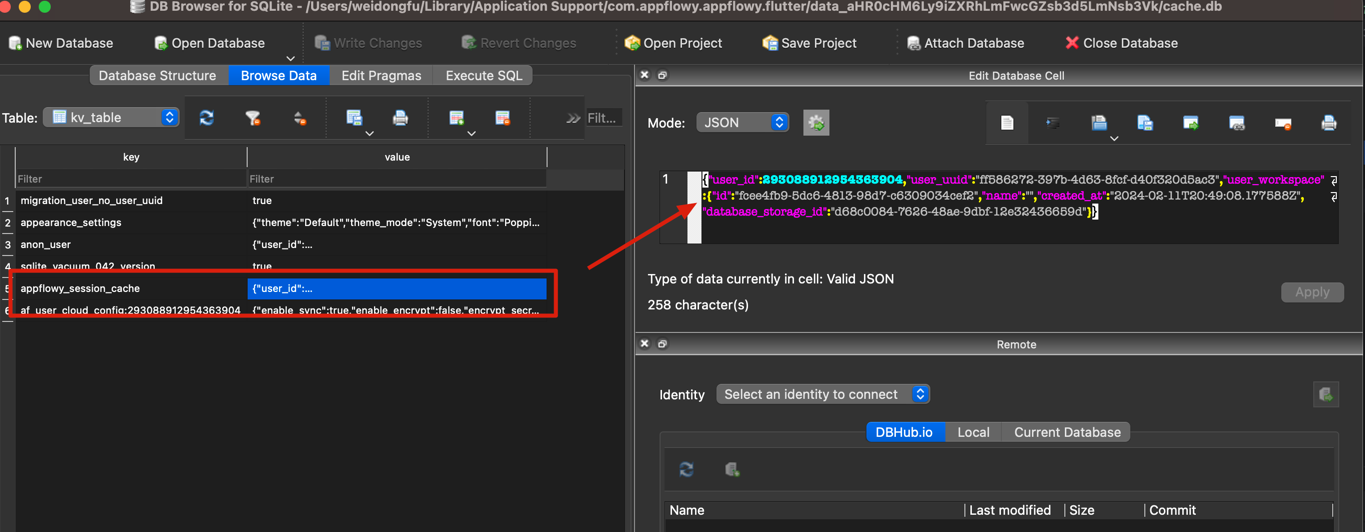 DB Browser for SQLite - /Users/weidongfu/Library/Application Support/com.appflowy.appflowy.flutter/data_aHR0cHM6Ly9iZXRhLmFwcGZsb3d5LmNsb3Vk/cache.db
New Database Open Database Write Changes Revert Changes Open Project Save Project Attach Database Close Database
Database Structure Browse Data Edit Pragmas Execute SQL
Table: kv_table Filt...
key value
Filter Filter
1 migration_user_no_user_uuid true
2 appearance_settings {"theme":"Default","theme_mode":"System","font":"Poppi...
3 anon_user {"user_id":...
4 sqlite_vacuum_042_version true
5 appflowy_session_cache {"user_id":...
6 af_user_cloud_config:293088912954363904 {"enable_sync":true,"enable_encrypt":false,"encrypt_secr...
Edit Database Cell
Mode: JSON
1 {"user_id":293088912954363904,"user_uuid":"ff586272-397b-4d63-8fcf-d40f320d5ac3","user_workspace"
:{"id":"fcee4fb9-5dc6-4813-98d7-c6309034cef2","name":"","created_at":"2024-02-11T20:49:08.177588Z",
"database_storage_id":"d68c0084-7626-48ae-9dbf-12e32436659d"}}
Type of data currently in cell: Valid JSON
258 character(s)
Apply
Remote
Identity Select an identity to connect
DBHub.io Local Current Database
Name Last modified Size Commit